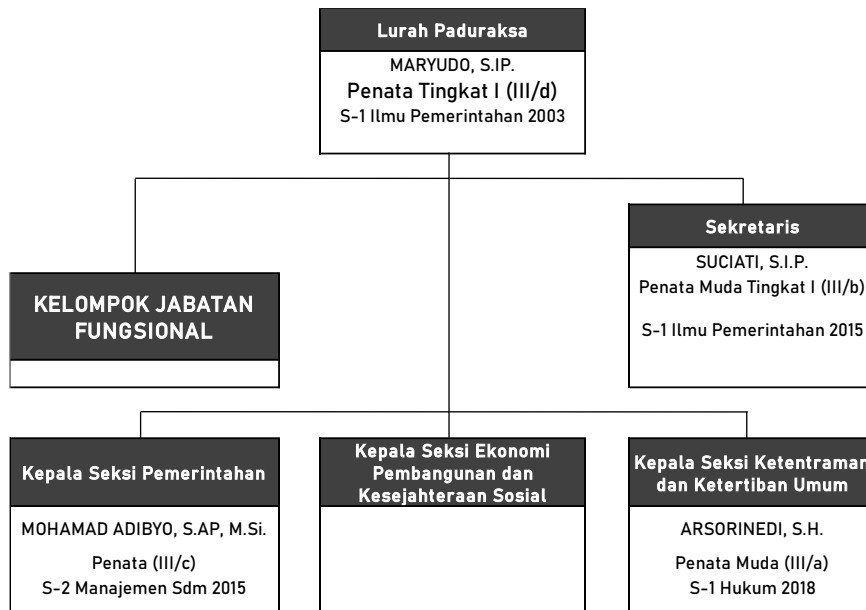 Lurah Paduraksa
MARYUDO, S.IP.
Penata Tingkat I (III/d)
S-1 Ilmu Pemerintahan 2003
Sekretaris
SUCIATI, S.I.P.
Penata Muda Tingkat I (III/b)
S-1 Ilmu Pemerintahan 2015
KELOMPOK JABATAN
FUNGSIONAL
Kepala Seksi Pemerintahan
MOHAMAD ADIBYO, S.AP, M.Si.
Penata (III/c)
S-2 Manajemen Sdm 2015
Kepala Seksi Ekonomi
Pembangunan dan
Kesejahteraan Sosial
Kepala Seksi Ketentraman
dan Ketertiban Umum
ARSORINEDI, S.H.
Penata Muda (III/a)
S-1 Hukum 2018